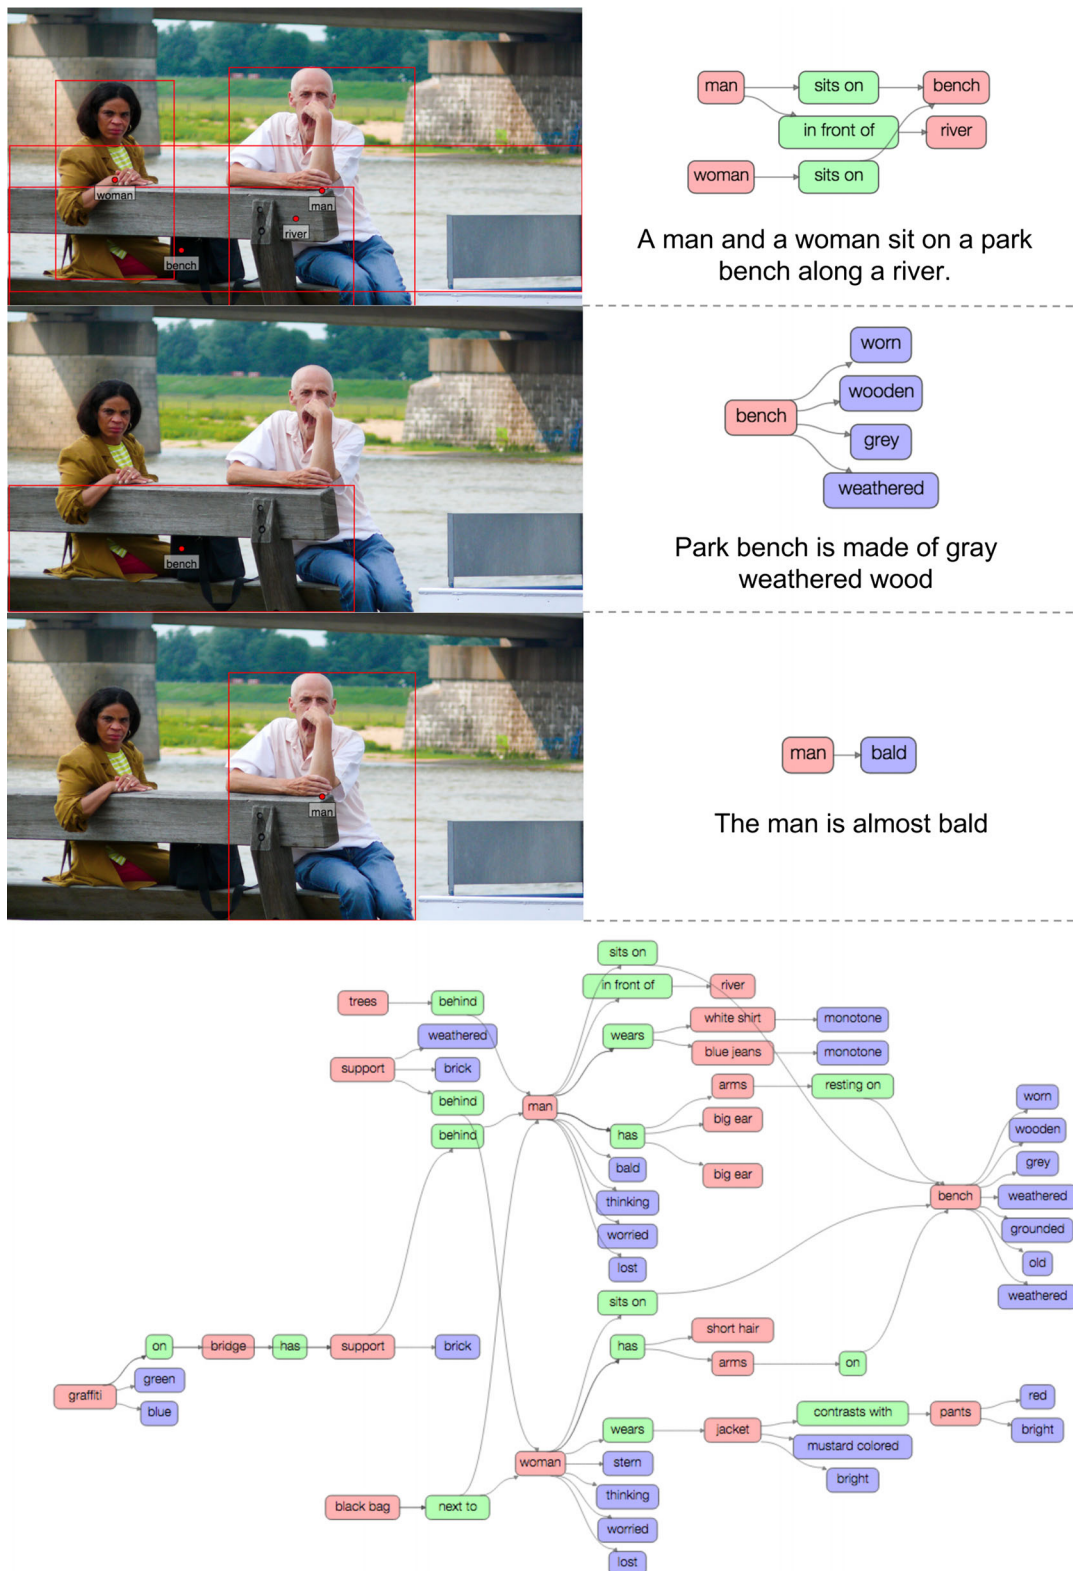 woman
man
river
bench
man
sits on
bench
in front of
river
woman
sits on
A man and a woman sit on a park
bench along a river.
bench
worn
wooden
bench
grey
weathered
Park bench is made of gray
weathered wood
man
man
bald
The man is almost bald
sits on
trees
behind
in front of
river
weathered
white shirt
monotone
support
brick
wears
blue jeans
monotone
behind
man
arms
resting on
behind
has
big ear
worn
wooden
bald
big ear
grey
thinking
bench
weathered
worried
grounded
lost
old
sits on
weathered
on
bridge
has
support
brick
has
short hair
arms
on
graffiti
green
blue
wears
jacket
contrasts with
pants
red
bright
woman
stern
mustard colored
bright
thinking
black bag
next to
worried
lost